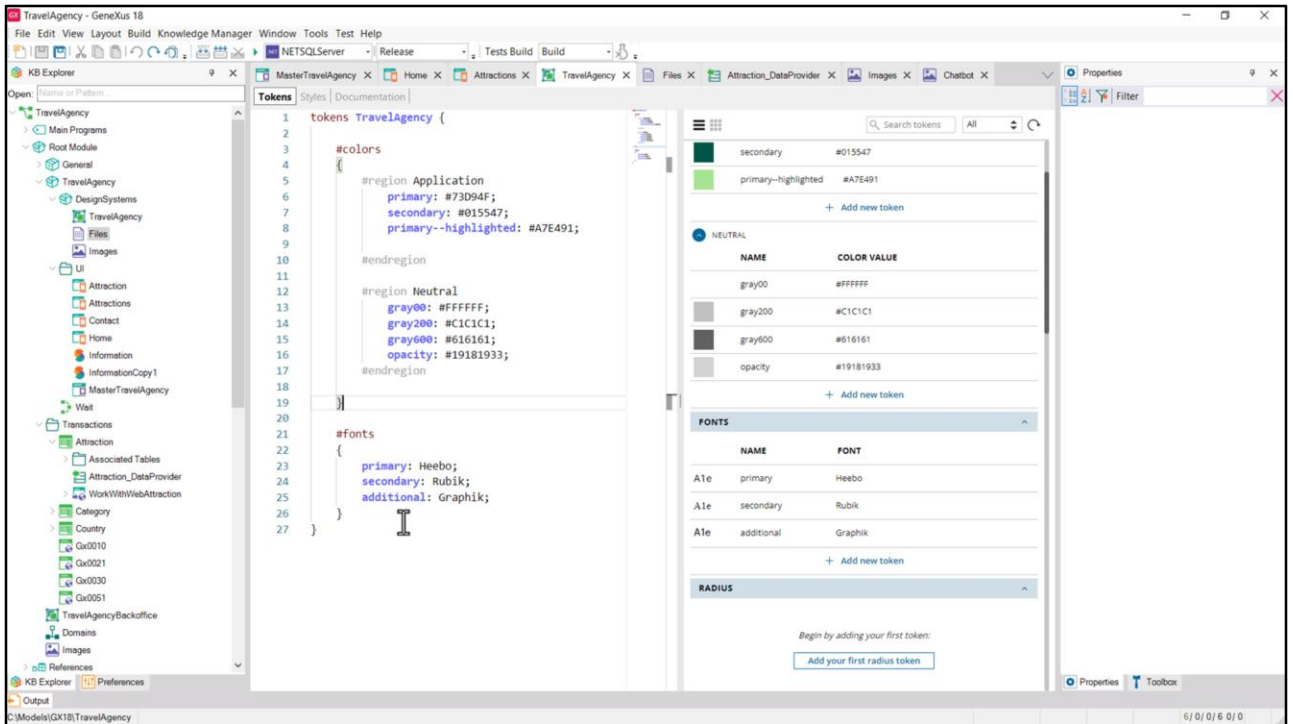 TravelAgency - GeneXus 18
File Edit View Layout Build Knowledge Manager Window Tools Test Help
NETSQLServer Release Tests Build Build
KB Explorer
Open: Name or Pattern...
TravelAgency
Main Programs
Root Module
General
TravelAgency
DesignSystems
TravelAgency
Files
Images
UI
Attraction
Attractions
Contact
Home
Information
InformationCopy1
MasterTravelAgency
Wait
Transactions
Attraction
Associated Tables
Attraction_DataProvider
WorkWithWebAttraction
Category
Country
Gx0010
Gx0021
Gx0030
Gx0051
TravelAgencyBackoffice
Domains
Images
References
KB Explorer Preferences
MasterTravelAgency X Home X Attractions X TravelAgency X Files X Attraction_DataProvider X Images X Chatbot X
Tokens Styles Documentation
1 tokens TravelAgency {
2
3 #colors
4 {
5 #region Application
6 primary: #73D94F;
7 secondary: #015547;
8 primary--highlighted: #A7E491;
9
10 #endregion
11
12 #region Neutral
13 gray00: #FFFFFF;
14 gray200: #C1C1C1;
15 gray600: #616161;
16 opacity: #19181933;
17 #endregion
18
19 }
20
21 #fonts
22 {
23 primary: Heebo;
24 secondary: Rubik;
25 additional: Graphik;
26 }
27 }
Search tokens All
secondary #015547
primary--highlighted #A7E491
+ Add new token
NEUTRAL
NAME COLOR VALUE
gray00 #FFFFFF
gray200 #C1C1C1
gray600 #616161
opacity #19181933
+ Add new token
FONTS
NAME FONT
A1e primary Heebo
A1e secondary Rubik
A1e additional Graphik
+ Add new token
RADIUS
Begin by adding your first token:
Add your first radius token
Properties
Filter
Properties Toolbox
Output
C:\Models\GX18\TravelAgency
6/ 0/ 0/ 6 0/ 0